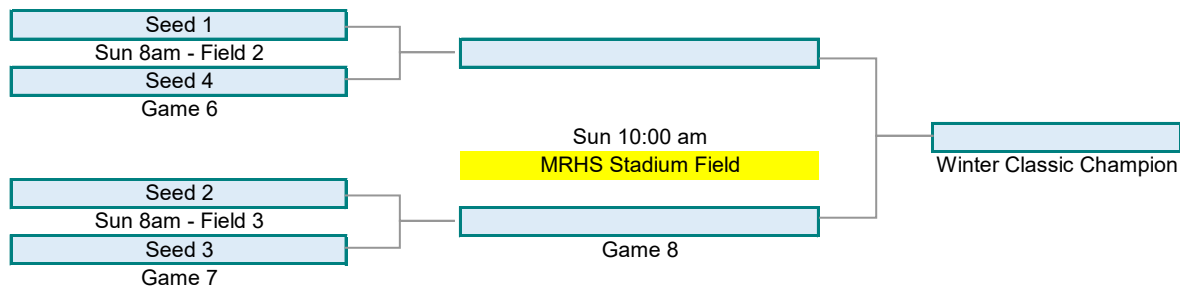 Seed 1
Sun 8am - Field 2
Seed 4
Game 6
Sun 10:00 am
MRHS Stadium Field
Winter Classic Champion
Seed 2
Sun 8am - Field 3
Seed 3
Game 7
Game 8